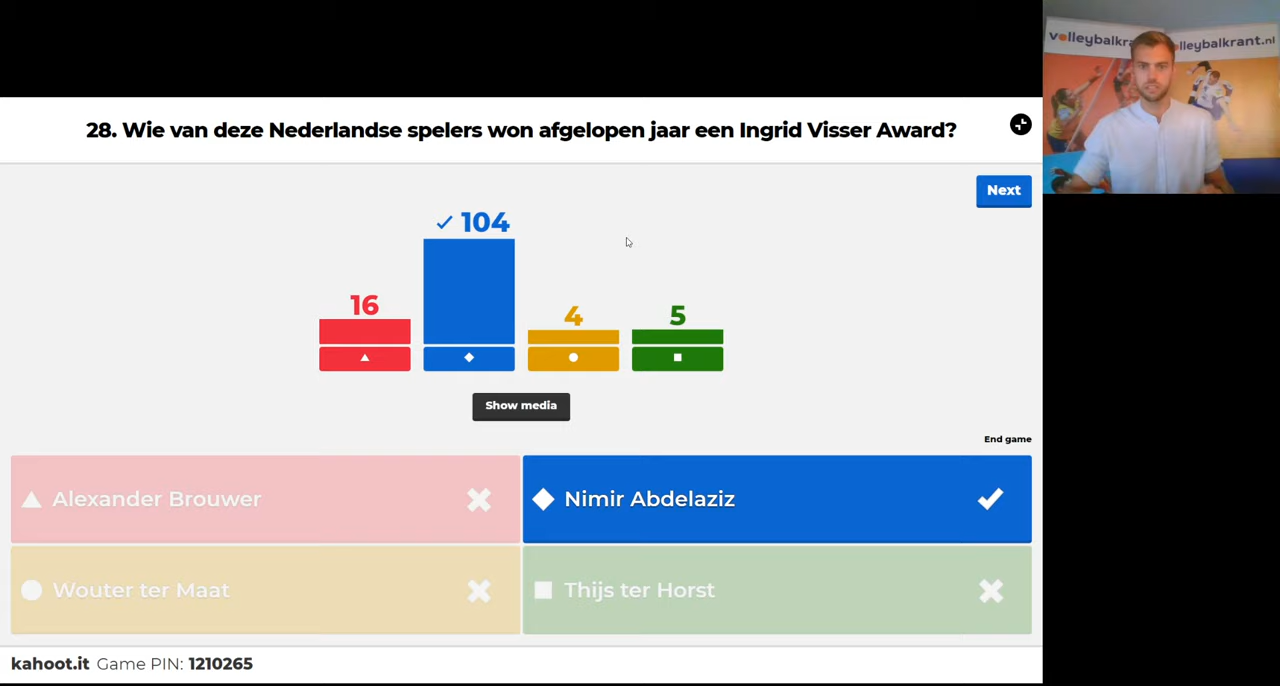 28. Wie van deze Nederlandse spelers won afgelopen jaar een Ingrid Visser Award?
volleybalkrant.nl
Next
104
16
4
5
Show media
End game
Alexander Brouwer
Nimir Abdelaziz
Wouter ter Maat
Thijs ter Horst
kahoot.it Game PIN: 1210265